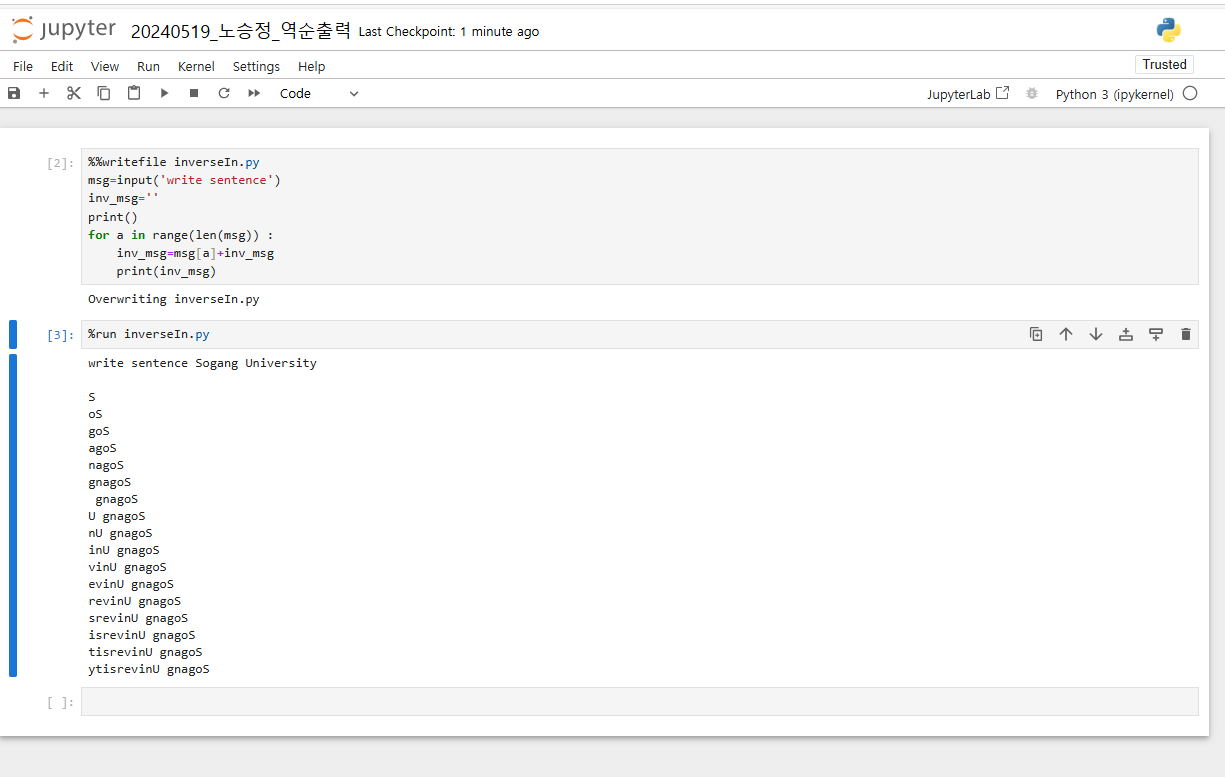 jupyter 20240519_노승정_역순출력 Last Checkpoint: 1 minute ago
File Edit View Run Kernel Settings Help Trusted
Code JupyterLab Python 3 (ipykernel)
[2]: %%writefile inverseIn.py
msg=input('write sentence')
inv_msg=''
print()
for a in range(len(msg)) :
    inv_msg=msg[a]+inv_msg
    print(inv_msg)
Overwriting inverseIn.py
[3]: %run inverseIn.py
write sentence Sogang University
S
oS
goS
agoS
nagoS
gnagoS
 gnagoS
U gnagoS
nU gnagoS
inU gnagoS
vinU gnagoS
evinU gnagoS
revinU gnagoS
srevinU gnagoS
isrevinU gnagoS
tisrevinU gnagoS
ytisrevinU gnagoS
[ ]: